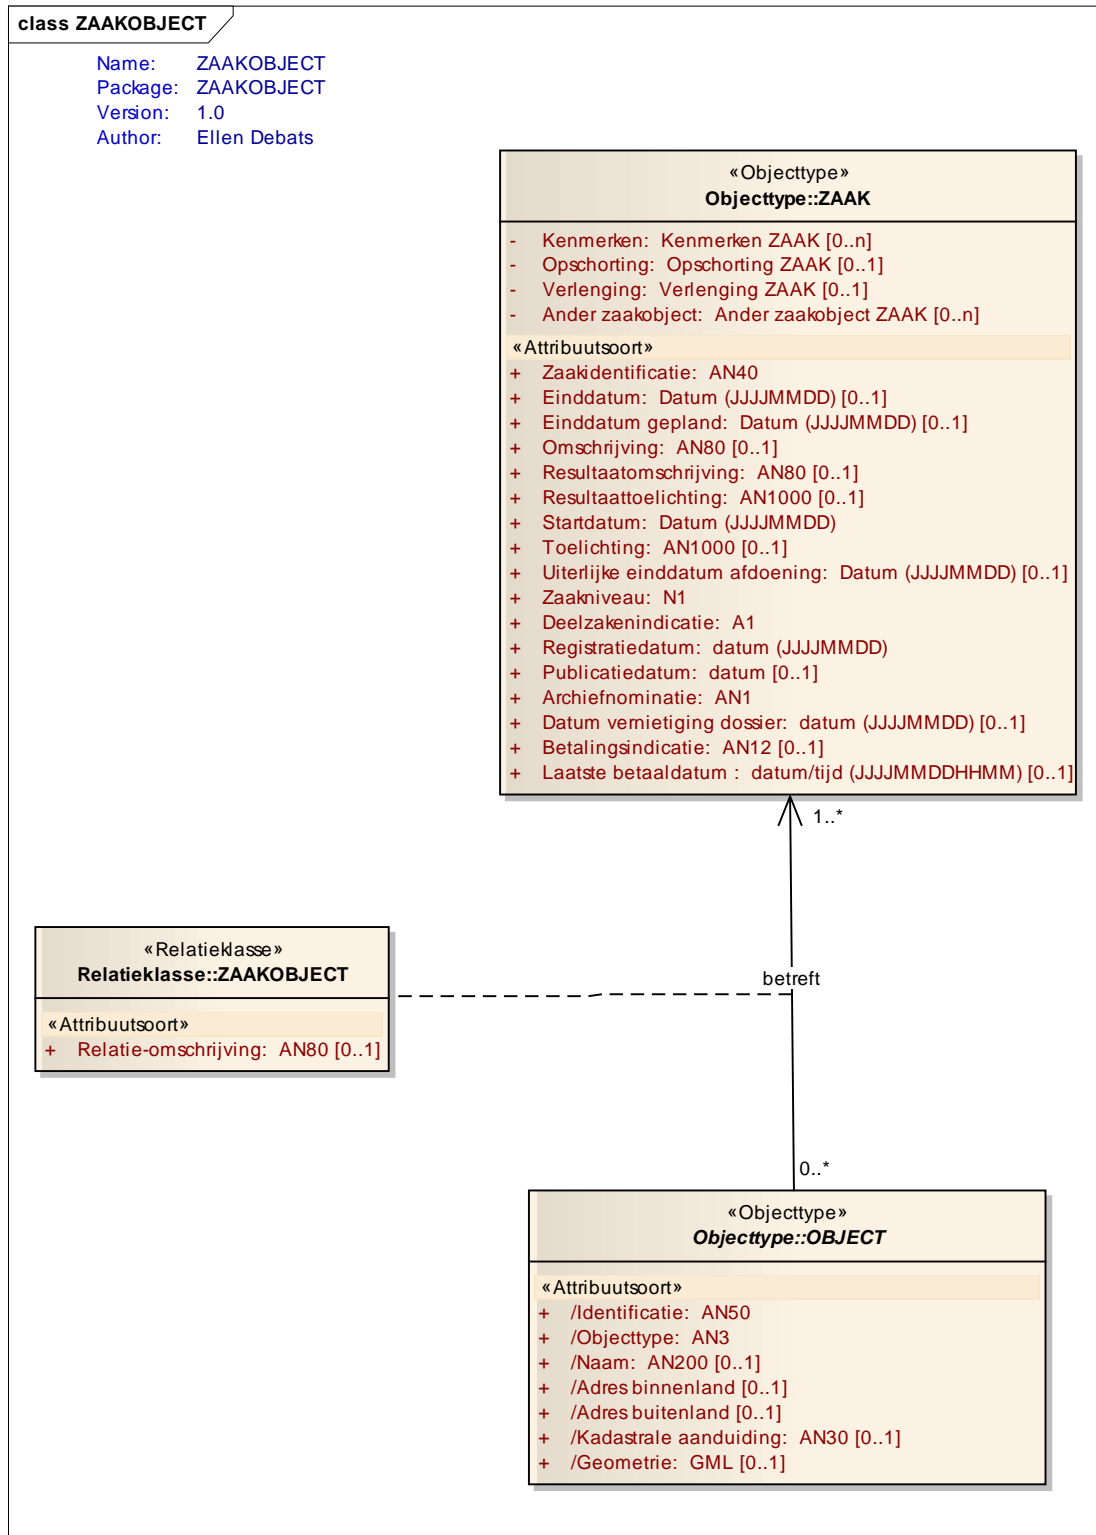 class ZAAKOBJECT
Name: ZAAKOBJECT
Package: ZAAKOBJECT
Version: 1.0
Author: Ellen Debats
«Objecttype»
Objecttype::ZAAK
- Kenmerken: Kenmerken ZAAK [0..n]
- Opschorting: Opschorting ZAAK [0..1]
- Verlenging: Verlenging ZAAK [0..1]
- Ander zaakobject: Ander zaakobject ZAAK [0..n]
«Attribuutsoort»
+ Zaakidentificatie: AN40
+ Einddatum: Datum (JJJJMMDD) [0..1]
+ Einddatum gepland: Datum (JJJJMMDD) [0..1]
+ Omschrijving: AN80 [0..1]
+ Resultaatomschrijving: AN80 [0..1]
+ Resultaattoelichting: AN1000 [0..1]
+ Startdatum: Datum (JJJJMMDD)
+ Toelichting: AN1000 [0..1]
+ Uiterlijke einddatum afdoening: Datum (JJJJMMDD) [0..1]
+ Zaakniveau: N1
+ Deelzakenindicatie: A1
+ Registratiedatum: datum (JJJJMMDD)
+ Publicatiedatum: datum [0..1]
+ Archiefnominatie: AN1
+ Datum vernietiging dossier: datum (JJJJMMDD) [0..1]
+ Betalingsindicatie: AN12 [0..1]
+ Laatste betaaldatum : datum/tijd (JJJJMMDDHHMM) [0..1]
1..*
«Relatieklasse»
Relatieklasse::ZAAKOBJECT
«Attribuutsoort»
+ Relatie-omschrijving: AN80 [0..1]
betreft
0..*
«Objecttype»
Objecttype::OBJECT
«Attribuutsoort»
+ /Identificatie: AN50
+ /Objecttype: AN3
+ /Naam: AN200 [0..1]
+ /Adres binnenland [0..1]
+ /Adres buitenland [0..1]
+ /Kadastrale aanduiding: AN30 [0..1]
+ /Geometrie: GML [0..1]